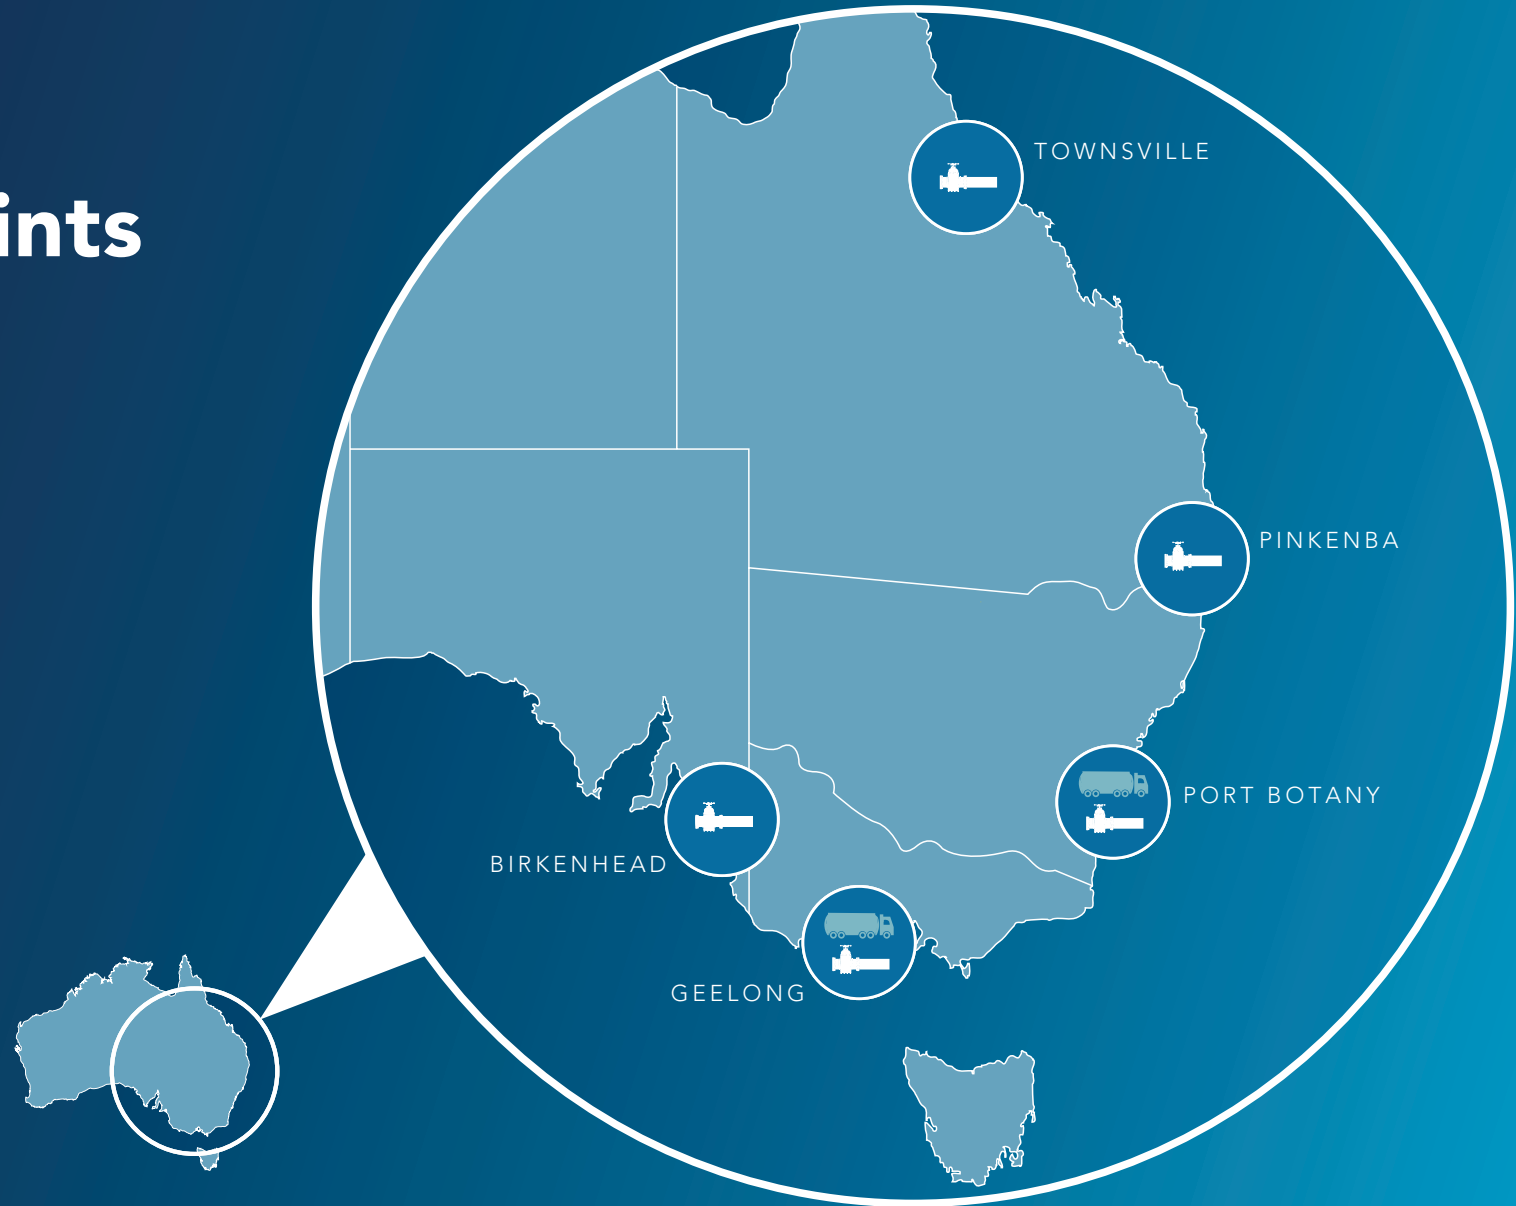 ints
TOWNSVILLE
PINKENBA
PORT BOTANY
BIRKENHEAD
GEELONG